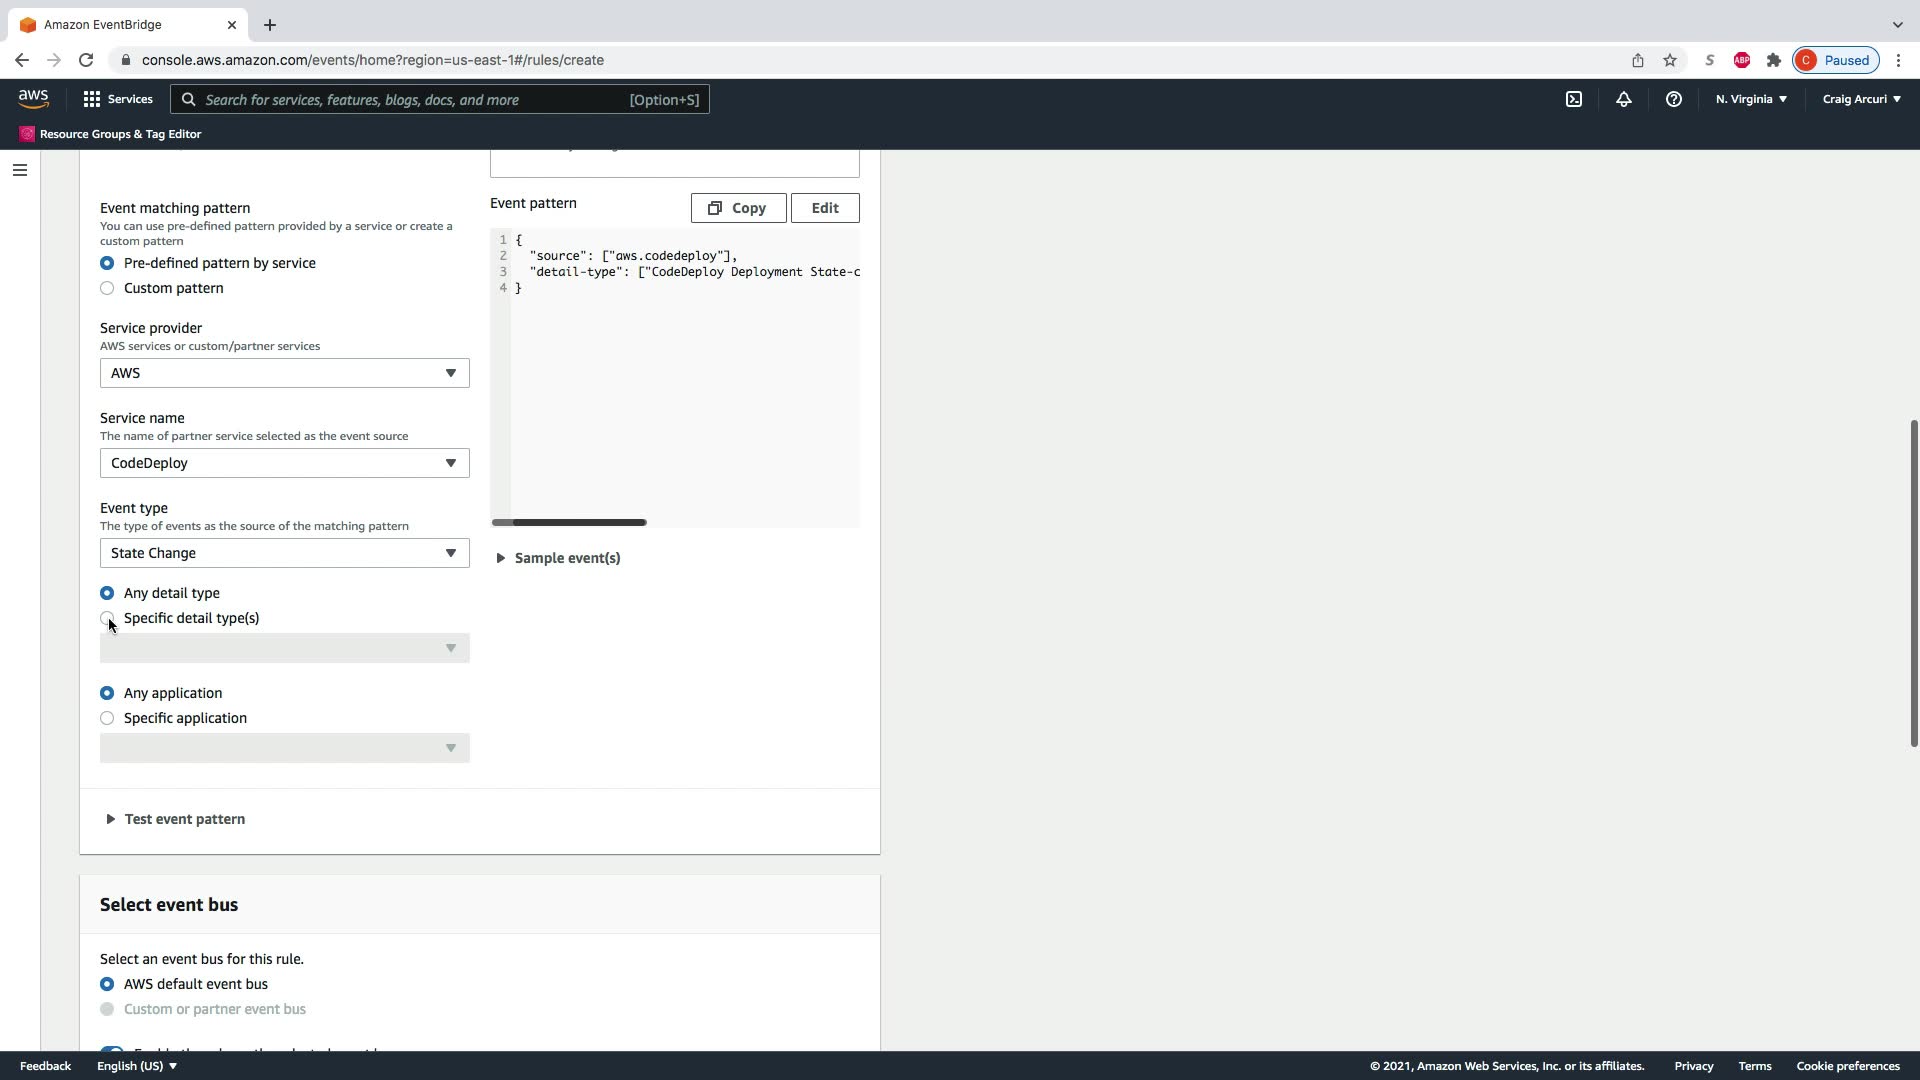 Amazon EventBridge
console.aws.amazon.com/events/home?region=us-east-1#/rules/create
S
ABP
C
Paused
aws
Services
Search for services, features, blogs, docs, and more
[Option+S]
N. Virginia
Craig Arcuri
Resource Groups & Tag Editor
Event matching pattern
You can use pre-defined pattern provided by a service or create a
custom pattern
Pre-defined pattern by service
Custom pattern
Service provider
AWS services or custom/partner services
AWS
Service name
The name of partner service selected as the event source
CodeDeploy
Event type
The type of events as the source of the matching pattern
State Change
Any detail type
Specific detail type(s)
Any application
Specific application
Event pattern
Copy
Edit
1 {
2 "source": ["aws.codedeploy"],
3 "detail-type": ["CodeDeploy Deployment State-c
4 }
Sample event(s)
Test event pattern
Select event bus
Select an event bus for this rule.
AWS default event bus
Custom or partner event bus
Feedback
English (US)
© 2021, Amazon Web Services, Inc. or its affiliates.
Privacy
Terms
Cookie preferences